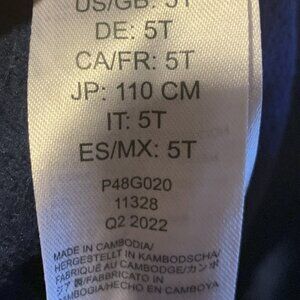 US/GB: 5T
DE: 5T
CA/FR: 5T
JP: 110 CM
IT: 5T
ES/MX: 5T
P48G020
11328
Q2 2022
MADE IN CAMBODIA/
HERGESTELLT IN KAMBODSCHA/
FABRIQUÉ AU CAMBODGE/カンボ
ジア製/FABBRICATO IN
CAMBOGIA/HECHO EN CAMBOYA